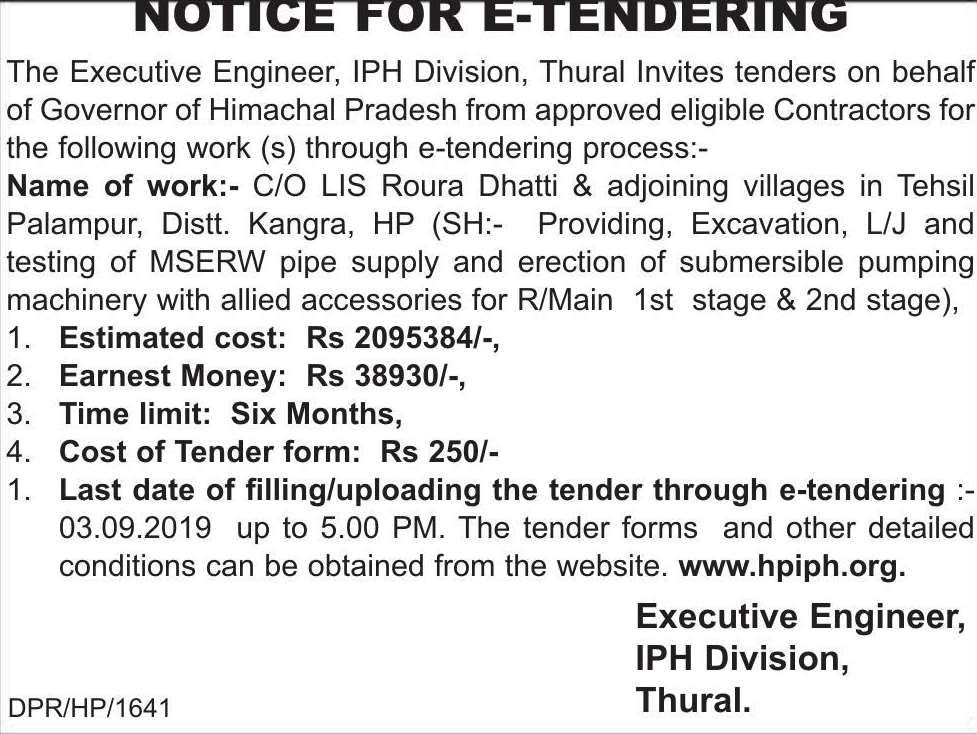 NOTICE FOR E-TENDERING
The Executive Engineer, IPH Division, Thural Invites tenders on behalf
of Governor of Himachal Pradesh from approved eligible Contractors for
the following work (s) through e-tendering process:-
Name of work:- C/O LIS Roura Dhatti & adjoining villages in Tehsil
Palampur, Distt. Kangra, HP (SH:- Providing, Excavation, L/J and
testing of MSERW pipe supply and erection of submersible pumping
machinery with allied accessories for R/Main 1st stage & 2nd stage),
1. Estimated cost: Rs 2095384/-,
2. Earnest Money: Rs 38930/-,
3. Time limit: Six Months,
4. Cost of Tender form: Rs 250/-
1. Last date of filling/uploading the tender through e-tendering :-
03.09.2019 up to 5.00 PM. The tender forms and other detailed
conditions can be obtained from the website. www.hpiph.org.
Executive Engineer,
IPH Division,
Thural.
DPR/HP/1641